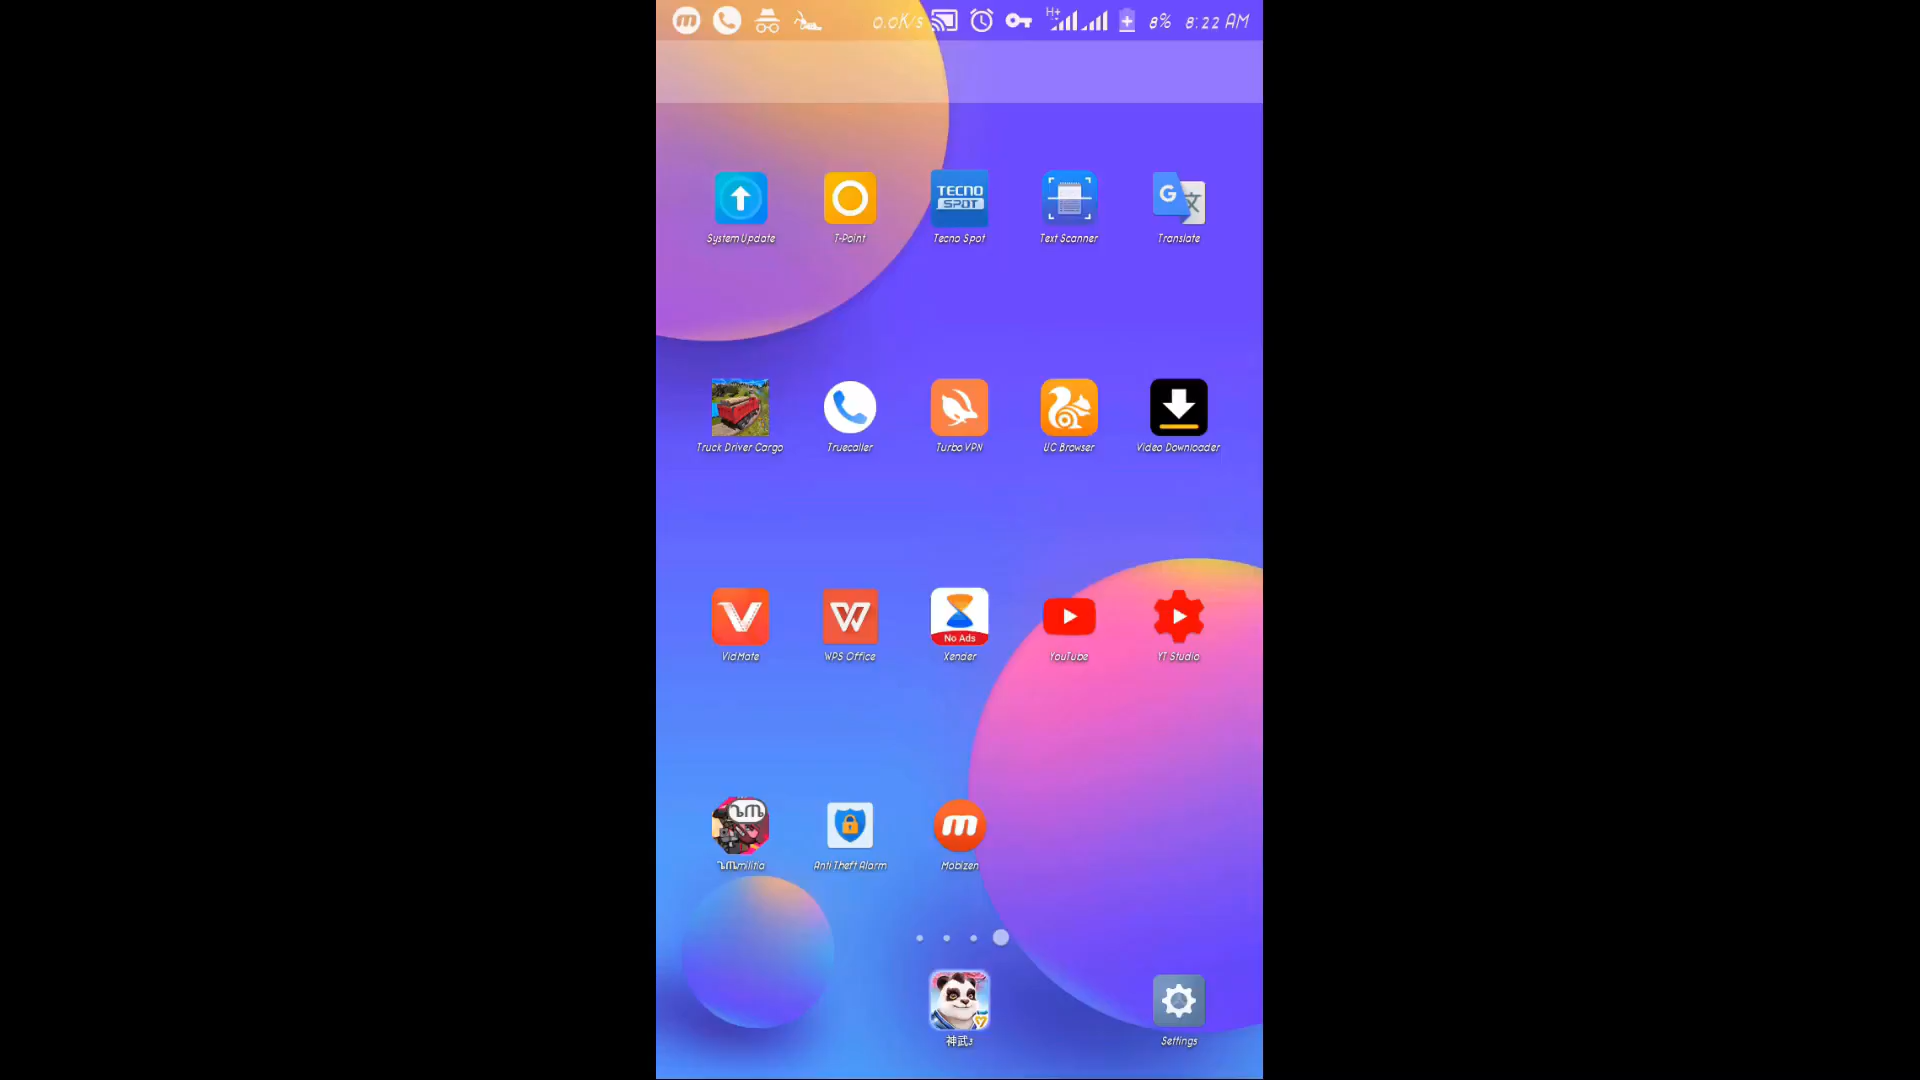 0.0K/s H+ 8% 8:22 AM
TECNO
SPOT
G
System Update T-Point Tecno Spot Text Scanner Translate
Truck Driver Cargo Truecaller Turbo VPN UC Browser Video Downloader
No Ads
VidMate WPS Office Xender YouTube YT Studio
militia Anti Theft Alarm Mobizen
神武3 Settings